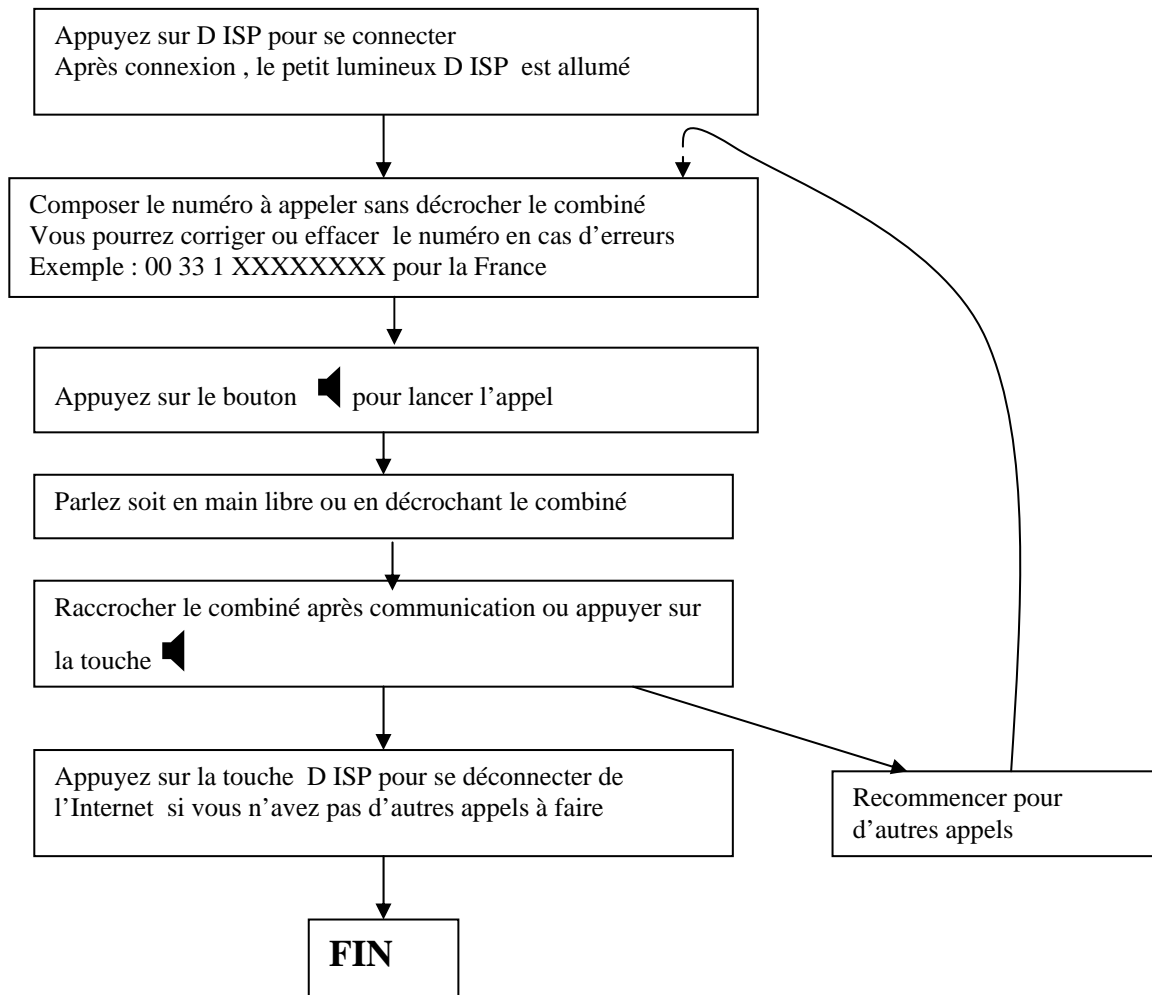 Appuyez sur D ISP pour se connecter
Après connexion , le petit lumineux D ISP est allumé
Composer le numéro à appeler sans décrocher le combiné
Vous pourrez corriger ou effacer le numéro en cas d’erreurs
Exemple : 00 33 1 XXXXXXXX pour la France
Appuyez sur le bouton pour lancer l’appel
Parlez soit en main libre ou en décrochant le combiné
Raccrocher le combiné après communication ou appuyer sur
la touche
Appuyez sur la touche D ISP pour se déconnecter de
l’Internet si vous n’avez pas d’autres appels à faire
Recommencer pour
d’autres appels
FIN